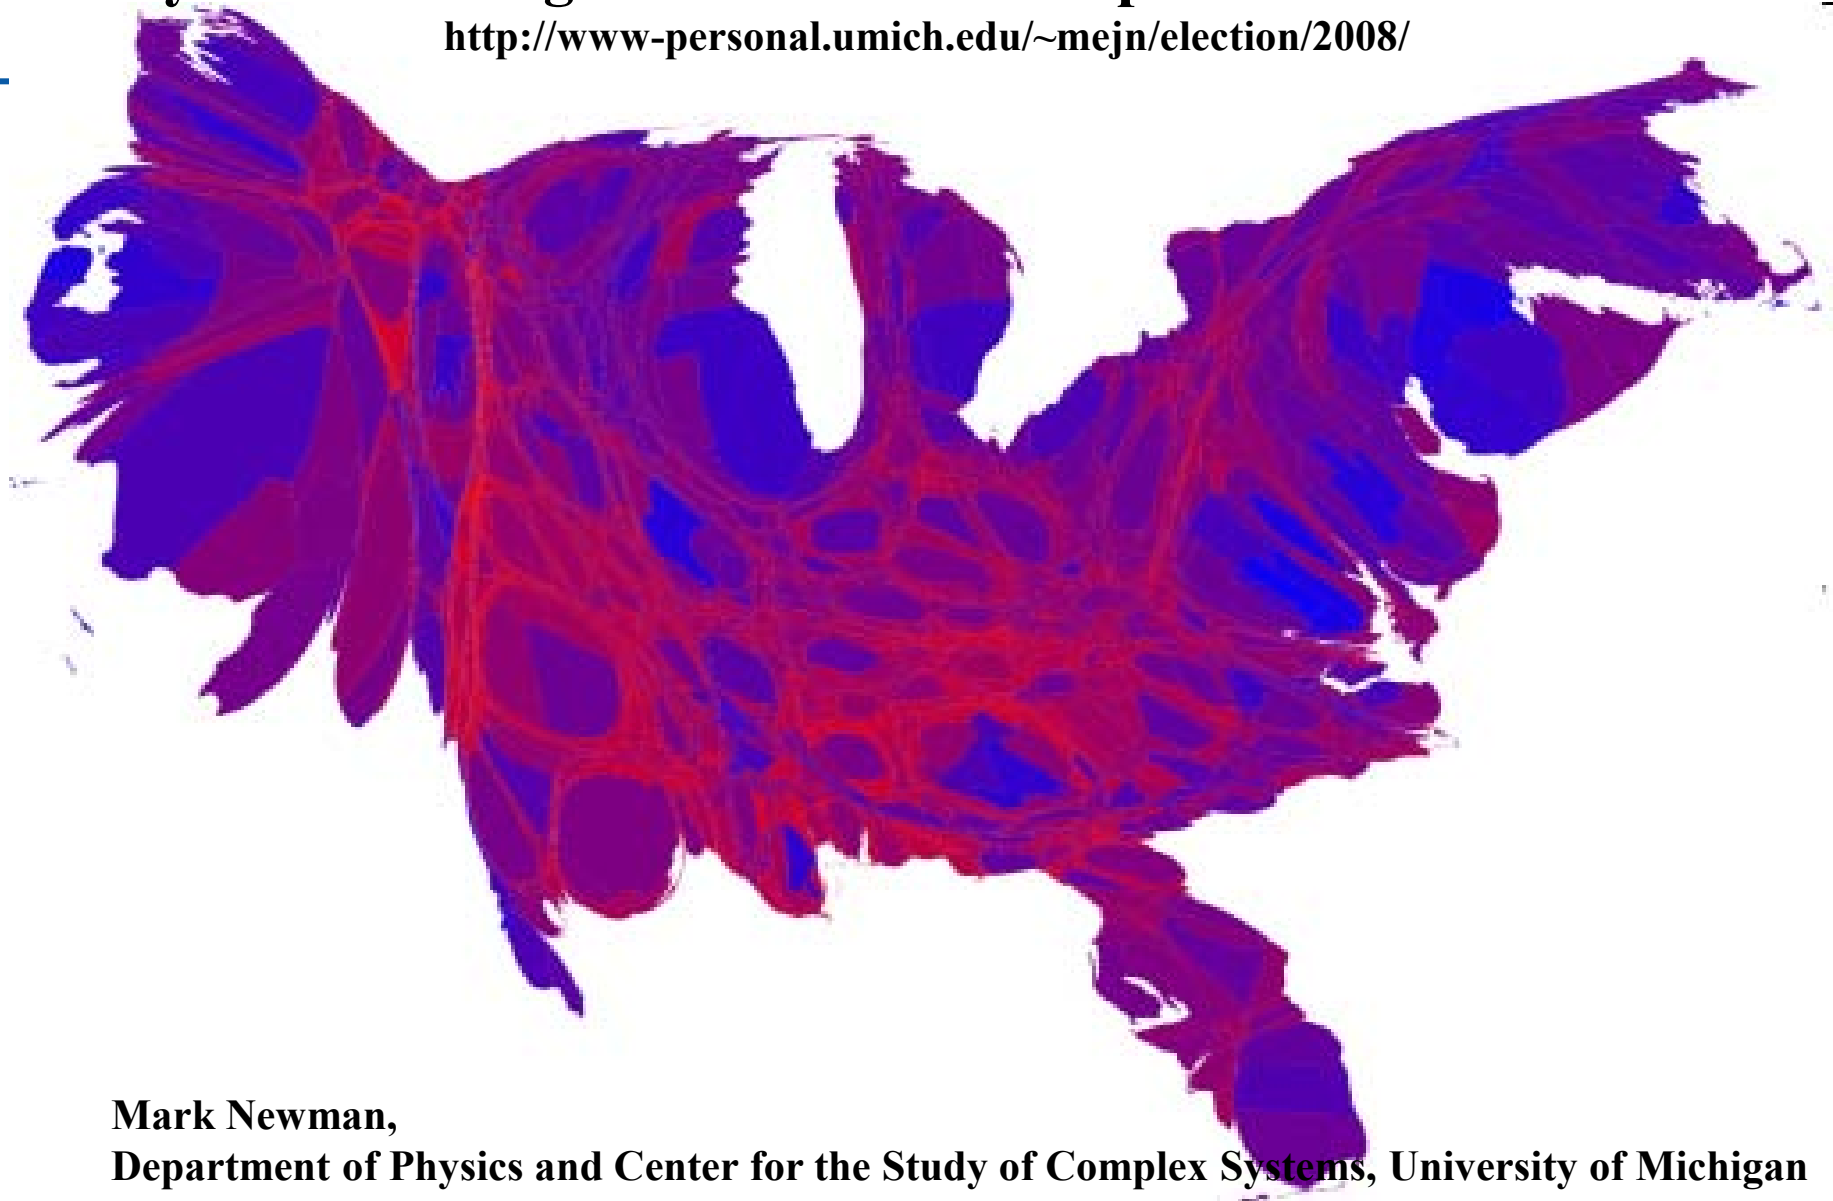 http://www-personal.umich.edu/~mejn/election/2008/
Mark Newman,
Department of Physics and Center for the Study of Complex Systems, University of Michigan